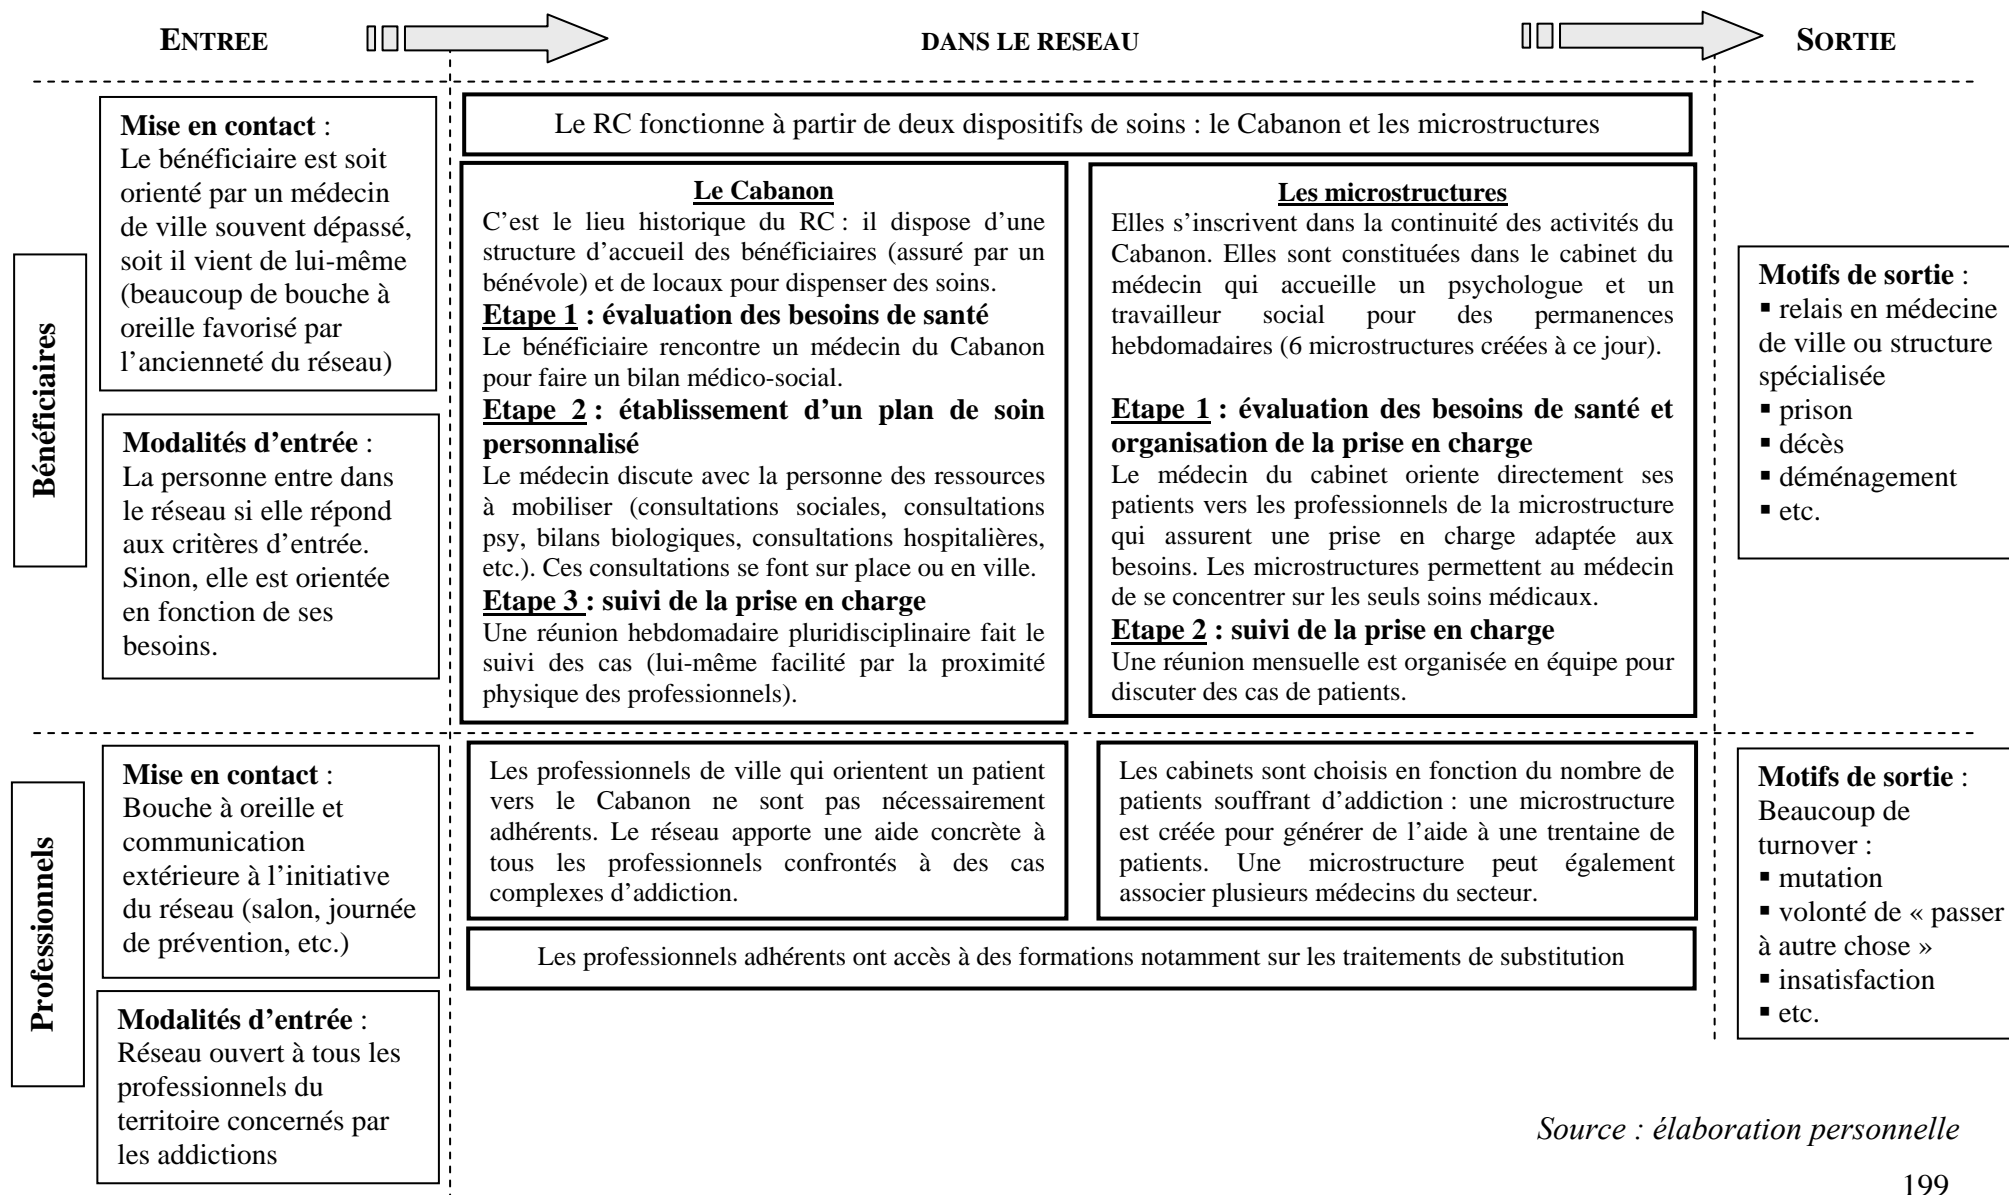 ENTREE
DANS LE RESEAU
SORTIE
Bénéficiaires
Mise en contact :
Le bénéficiaire est soit
orienté par un médecin
de ville souvent dépassé,
soit il vient de lui-même
(beaucoup de bouche à
oreille favorisé par
l’ancienneté du réseau)
Modalités d’entrée :
La personne entre dans
le réseau si elle répond
aux critères d’entrée.
Sinon, elle est orientée
en fonction de ses
besoins.
Le RC fonctionne à partir de deux dispositifs de soins : le Cabanon et les microstructures
Le Cabanon
C’est le lieu historique du RC : il dispose d’une
structure d’accueil des bénéficiaires (assuré par un
bénévole) et de locaux pour dispenser des soins.
Etape 1 : évaluation des besoins de santé
Le bénéficiaire rencontre un médecin du Cabanon
pour faire un bilan médico-social.
Etape 2 : établissement d’un plan de soin
personnalisé
Le médecin discute avec la personne des ressources
à mobiliser (consultations sociales, consultations
psy, bilans biologiques, consultations hospitalières,
etc.). Ces consultations se font sur place ou en ville.
Etape 3 : suivi de la prise en charge
Une réunion hebdomadaire pluridisciplinaire fait le
suivi des cas (lui-même facilité par la proximité
physique des professionnels).
Les microstructures
Elles s’inscrivent dans la continuité des activités du
Cabanon. Elles sont constituées dans le cabinet du
médecin qui accueille un psychologue et un
travailleur social pour des permanences
hebdomadaires (6 microstructures créées à ce jour).
Etape 1 : évaluation des besoins de santé et
organisation de la prise en charge
Le médecin du cabinet oriente directement ses
patients vers les professionnels de la microstructure
qui assurent une prise en charge adaptée aux
besoins. Les microstructures permettent au médecin
de se concentrer sur les seuls soins médicaux.
Etape 2 : suivi de la prise en charge
Une réunion mensuelle est organisée en équipe pour
discuter des cas de patients.
Motifs de sortie :
▪ relais en médecine
de ville ou structure
spécialisée
▪ prison
▪ décès
▪ déménagement
▪ etc.
Professionnels
Mise en contact :
Bouche à oreille et
communication
extérieure à l’initiative
du réseau (salon, journée
de prévention, etc.)
Modalités d’entrée :
Réseau ouvert à tous les
professionnels du
territoire concernés par
les addictions
Les professionnels de ville qui orientent un patient
vers le Cabanon ne sont pas nécessairement
adhérents. Le réseau apporte une aide concrète à
tous les professionnels confrontés à des cas
complexes d’addiction.
Les cabinets sont choisis en fonction du nombre de
patients souffrant d’addiction : une microstructure
est créée pour générer de l’aide à une trentaine de
patients. Une microstructure peut également
associer plusieurs médecins du secteur.
Les professionnels adhérents ont accès à des formations notamment sur les traitements de substitution
Motifs de sortie :
Beaucoup de
turnover :
▪ mutation
▪ volonté de « passer
à autre chose »
▪ insatisfaction
▪ etc.
Source : élaboration personnelle
199